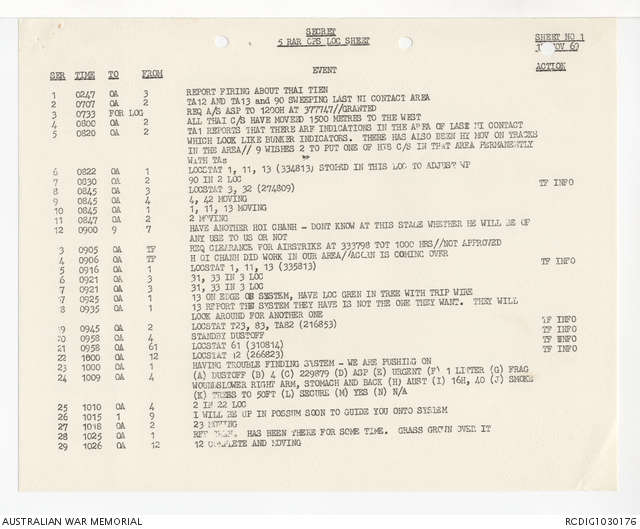 SECRET
5 RAR OPS LOG SHEET
SHEET NO 1
NOV 69
SER TIME TO FROM EVENT ACTION
1 0247 OA 3 REPORT FIRING ABOUT THAI TIEN
2 0707 OA 2 TA12 AND TA13 and 90 SWEEPING LAST NI CONTACT AREA
3 0733 FOR LOG REQ A/S ASP TO 1200H AT 377747//GRANTED
4 0800 OA 2 ALL THAI C/S HAVE MOVED 1500 METRES TO THE WEST
5 0820 OA 2 TA1 REPORTS THAT THERE ARE INDICATIONS IN THE AREA OF LAST NI CONTACT
WHICH LOOK LIKE BUNKER INDICATORS. THERE HAS ALSO BEEN EN MOV ON TRACKS
IN THE AREA// 9 WISHES 2 TO PUT ONE OF HYS C/S IN THAT AREA PERMANENTLY
WITH TAs
6 0822 OA 1 LOCSTAT 1, 11, 13 (334813) STOPPED IN THIS LOC TO ADJUST WP
7 0830 OA 2 90 IN 2 LOC
8 0845 OA 3 LOCSTAT 3, 32 (274809) TF INFO
9 0845 OA 4 4, 42 MOVING
10 0845 OA 1 1, 11, 13 MOVING
11 0847 OA 2 2 MOVING
12 0900 9 7 HAVE ANOTHER HOI CHANH - DONT KNOW AT THIS STAGE WHETHER HE WILL BE OF
ANY USE TO US OR NOT
3 0905 OA TF REQ CLEARANCE FOR AIRSTRIKE AT 333798 TOT 1000 HRS//NOT APPROVED
4 0906 OA TF H OI CHANH DID WORK IN OUR AREA// IS COMING OVER
5 0916 OA 1 LOCSTAT 1, 11, 13 (335813) TF INFO
6 0921 OA 3 31, 33 IN 3 LOC
7 0921 OA 3 31, 33 IN 3 LOC
7 0925 OA 1 13 ON EDGE OF SYSTEM, HAVE LOC GREN IN TREE WITH TRIP WIRE
8 0935 OA 1 13 REPORT THE SYSTEM THEY HAVE IS NOT THE ONE THEY WANT. THEY WILL
LOOK AROUND FOR ANOTHER ONE
19 0945 OA 2 LOCSTAT T23, 83, TA82 (216853) TF INFO
20 0958 OA 4 STANDBY DUSTOFF TF INFO
21 0958 OA 61 LOCSTAT 61 (310814) TF INFO
22 1000 OA 12 LOCSTAT 12 (266823) TF INFO
23 1000 OA 1 HAVING TROUBLE FINDING SYSTEM - WE ARE PUSHING ON
24 1009 OA 4 (A) DUSTOFF (B) 4 (C) 229879 (D) ASP (E) URGENT (F) 1 LITTER (G) FRAG
WOUNDSLOWER RIGHT ARM, STOMACH AND BACK (H) AUST (I) 16H, 40 (J) SMOKE
(K) TREES TO 50FT (L) SECURE (M) YES (N) N/A
25 1010 OA 4 2 IN 22 LOC
26 1015 1 9 I WILL BE UP IN POSSUM SOON TO GUIDE YOU ONTO SYSTEM
27 1018 OA 2 23 MOVING
28 1025 OA 1 HAS BEEN THERE FOR SOME TIME. GRASS GROWN OVER IT
29 1026 OA 12 12 COMPLETE AND MOVING
AUSTRALIAN WAR MEMORIAL
RCDIG1030176